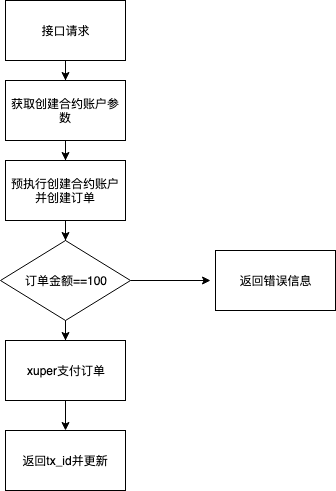 接口请求
获取创建合约账户参
数
预执行创建合约账户
并创建订单
订单金额==100
返回错误信息
xuper支付订单
返回tx_id并更新